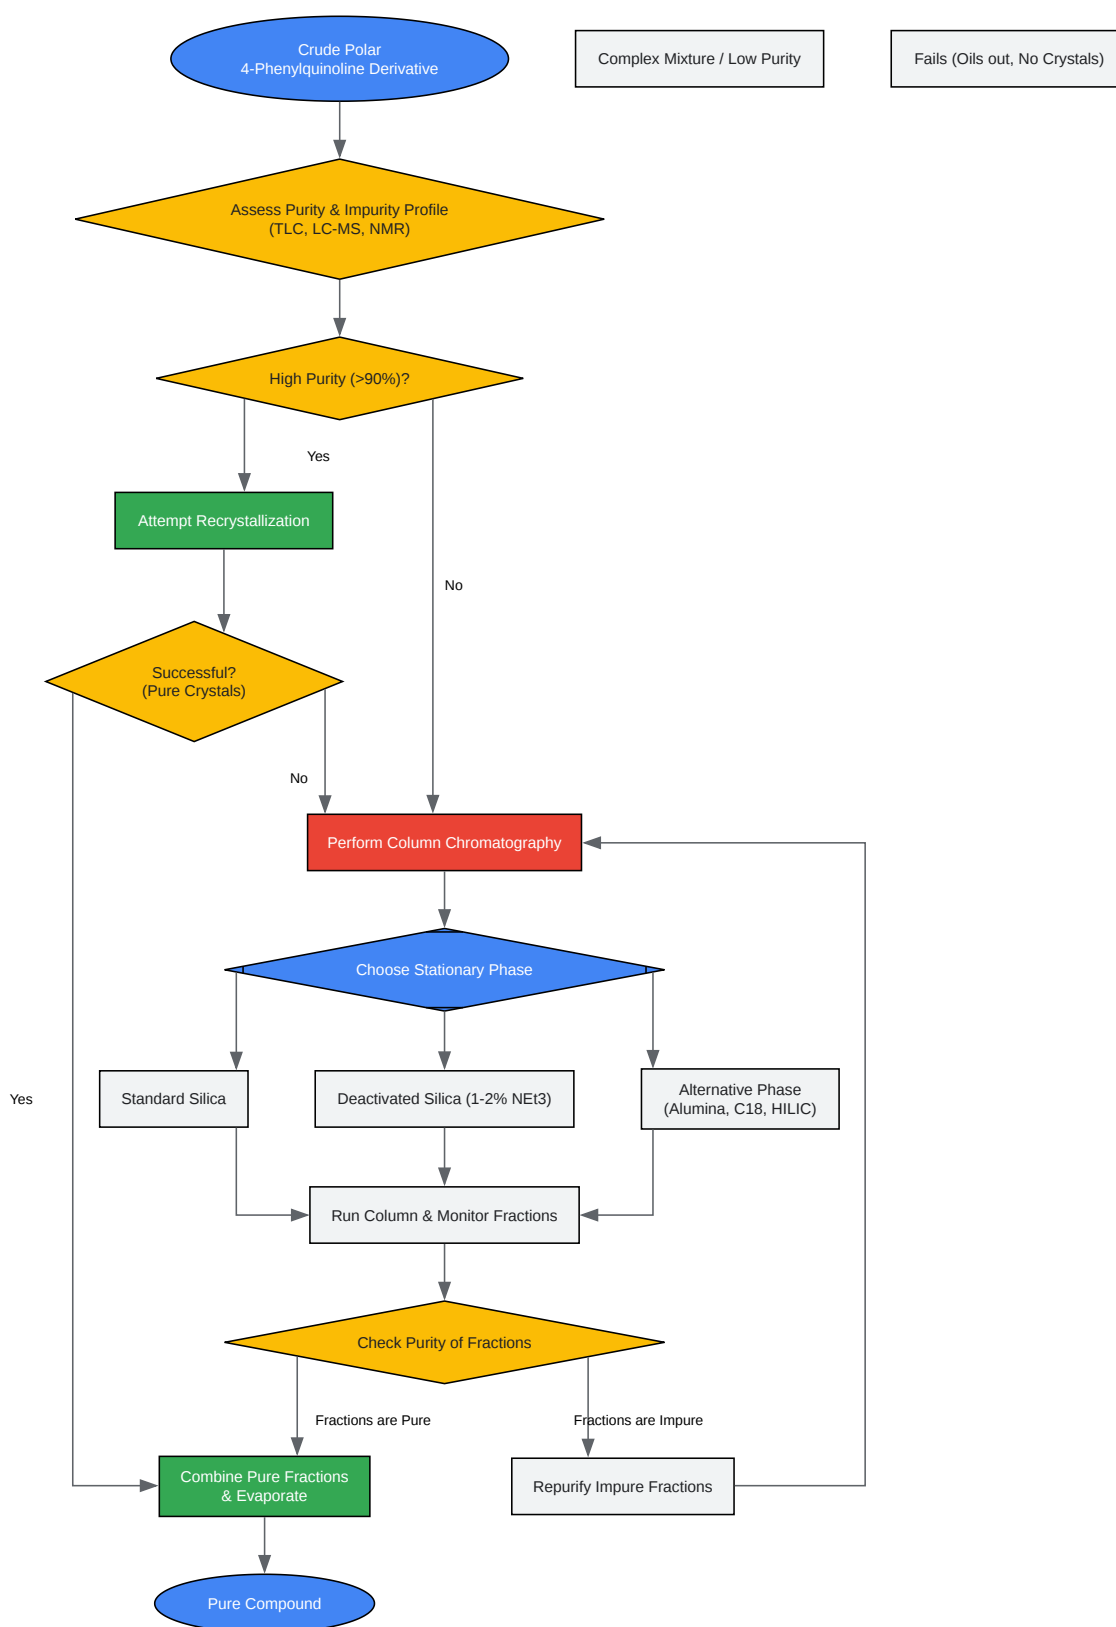 Crude Polar
4-Phenylquinoline Derivative
Complex Mixture / Low Purity
Fails (Oils out, No Crystals)
Assess Purity & Impurity Profile
(TLC, LC-MS, NMR)
High Purity (>90%)?
Yes
Attempt Recrystallization
No
Successful?
(Pure Crystals)
No
Perform Column Chromatography
Choose Stationary Phase
Yes
Standard Silica
Deactivated Silica (1-2% NEt3)
Alternative Phase
(Alumina, C18, HILIC)
Run Column & Monitor Fractions
Check Purity of Fractions
Fractions are Pure
Fractions are Impure
Combine Pure Fractions
& Evaporate
Repurify Impure Fractions
Pure Compound